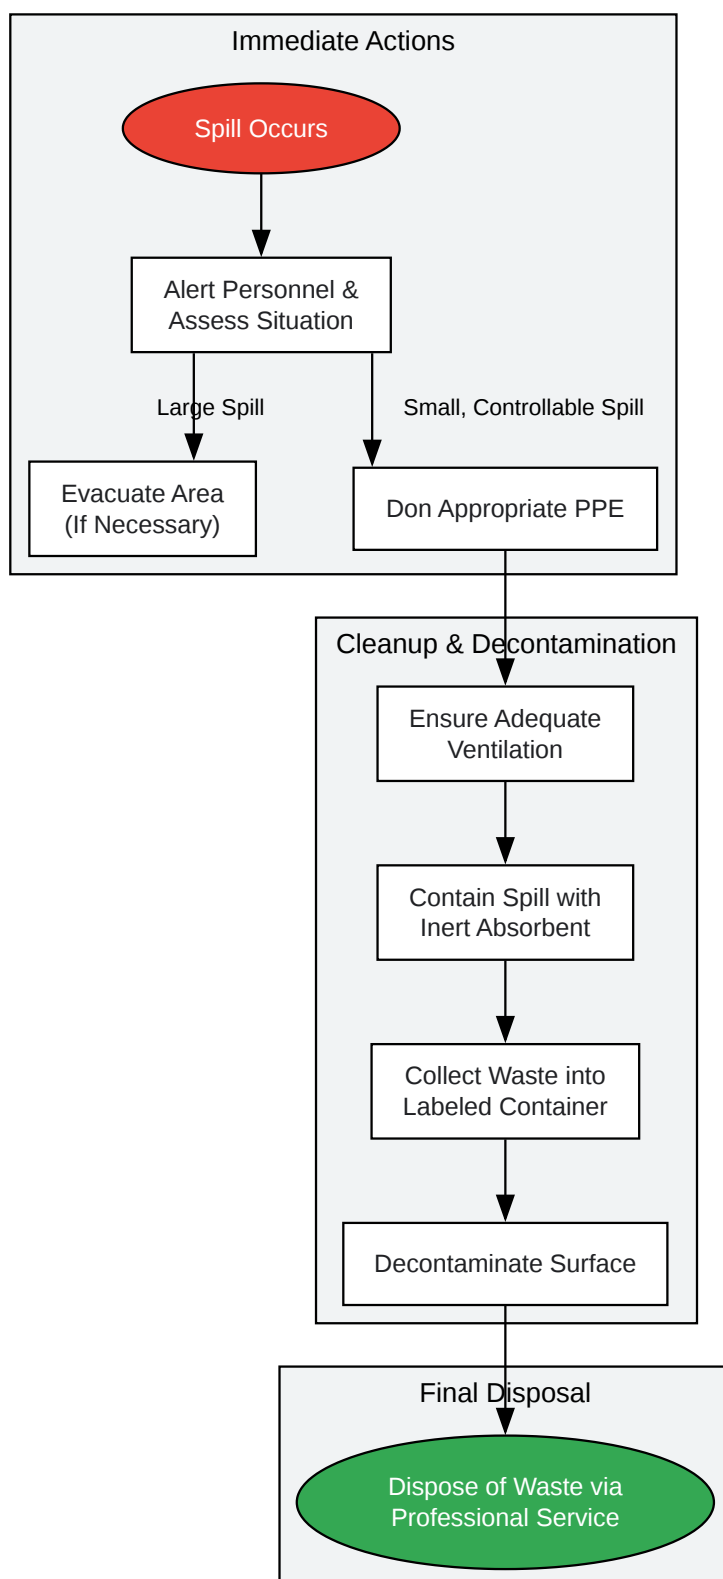 Immediate Actions
Spill Occurs
Alert Personnel &
Assess Situation
Large Spill
Small, Controllable Spill
Evacuate Area
(If Necessary)
Don Appropriate PPE
Cleanup & Decontamination
Ensure Adequate
Ventilation
Contain Spill with
Inert Absorbent
Collect Waste into
Labeled Container
Decontaminate Surface
Final Disposal
Dispose of Waste via
Professional Service